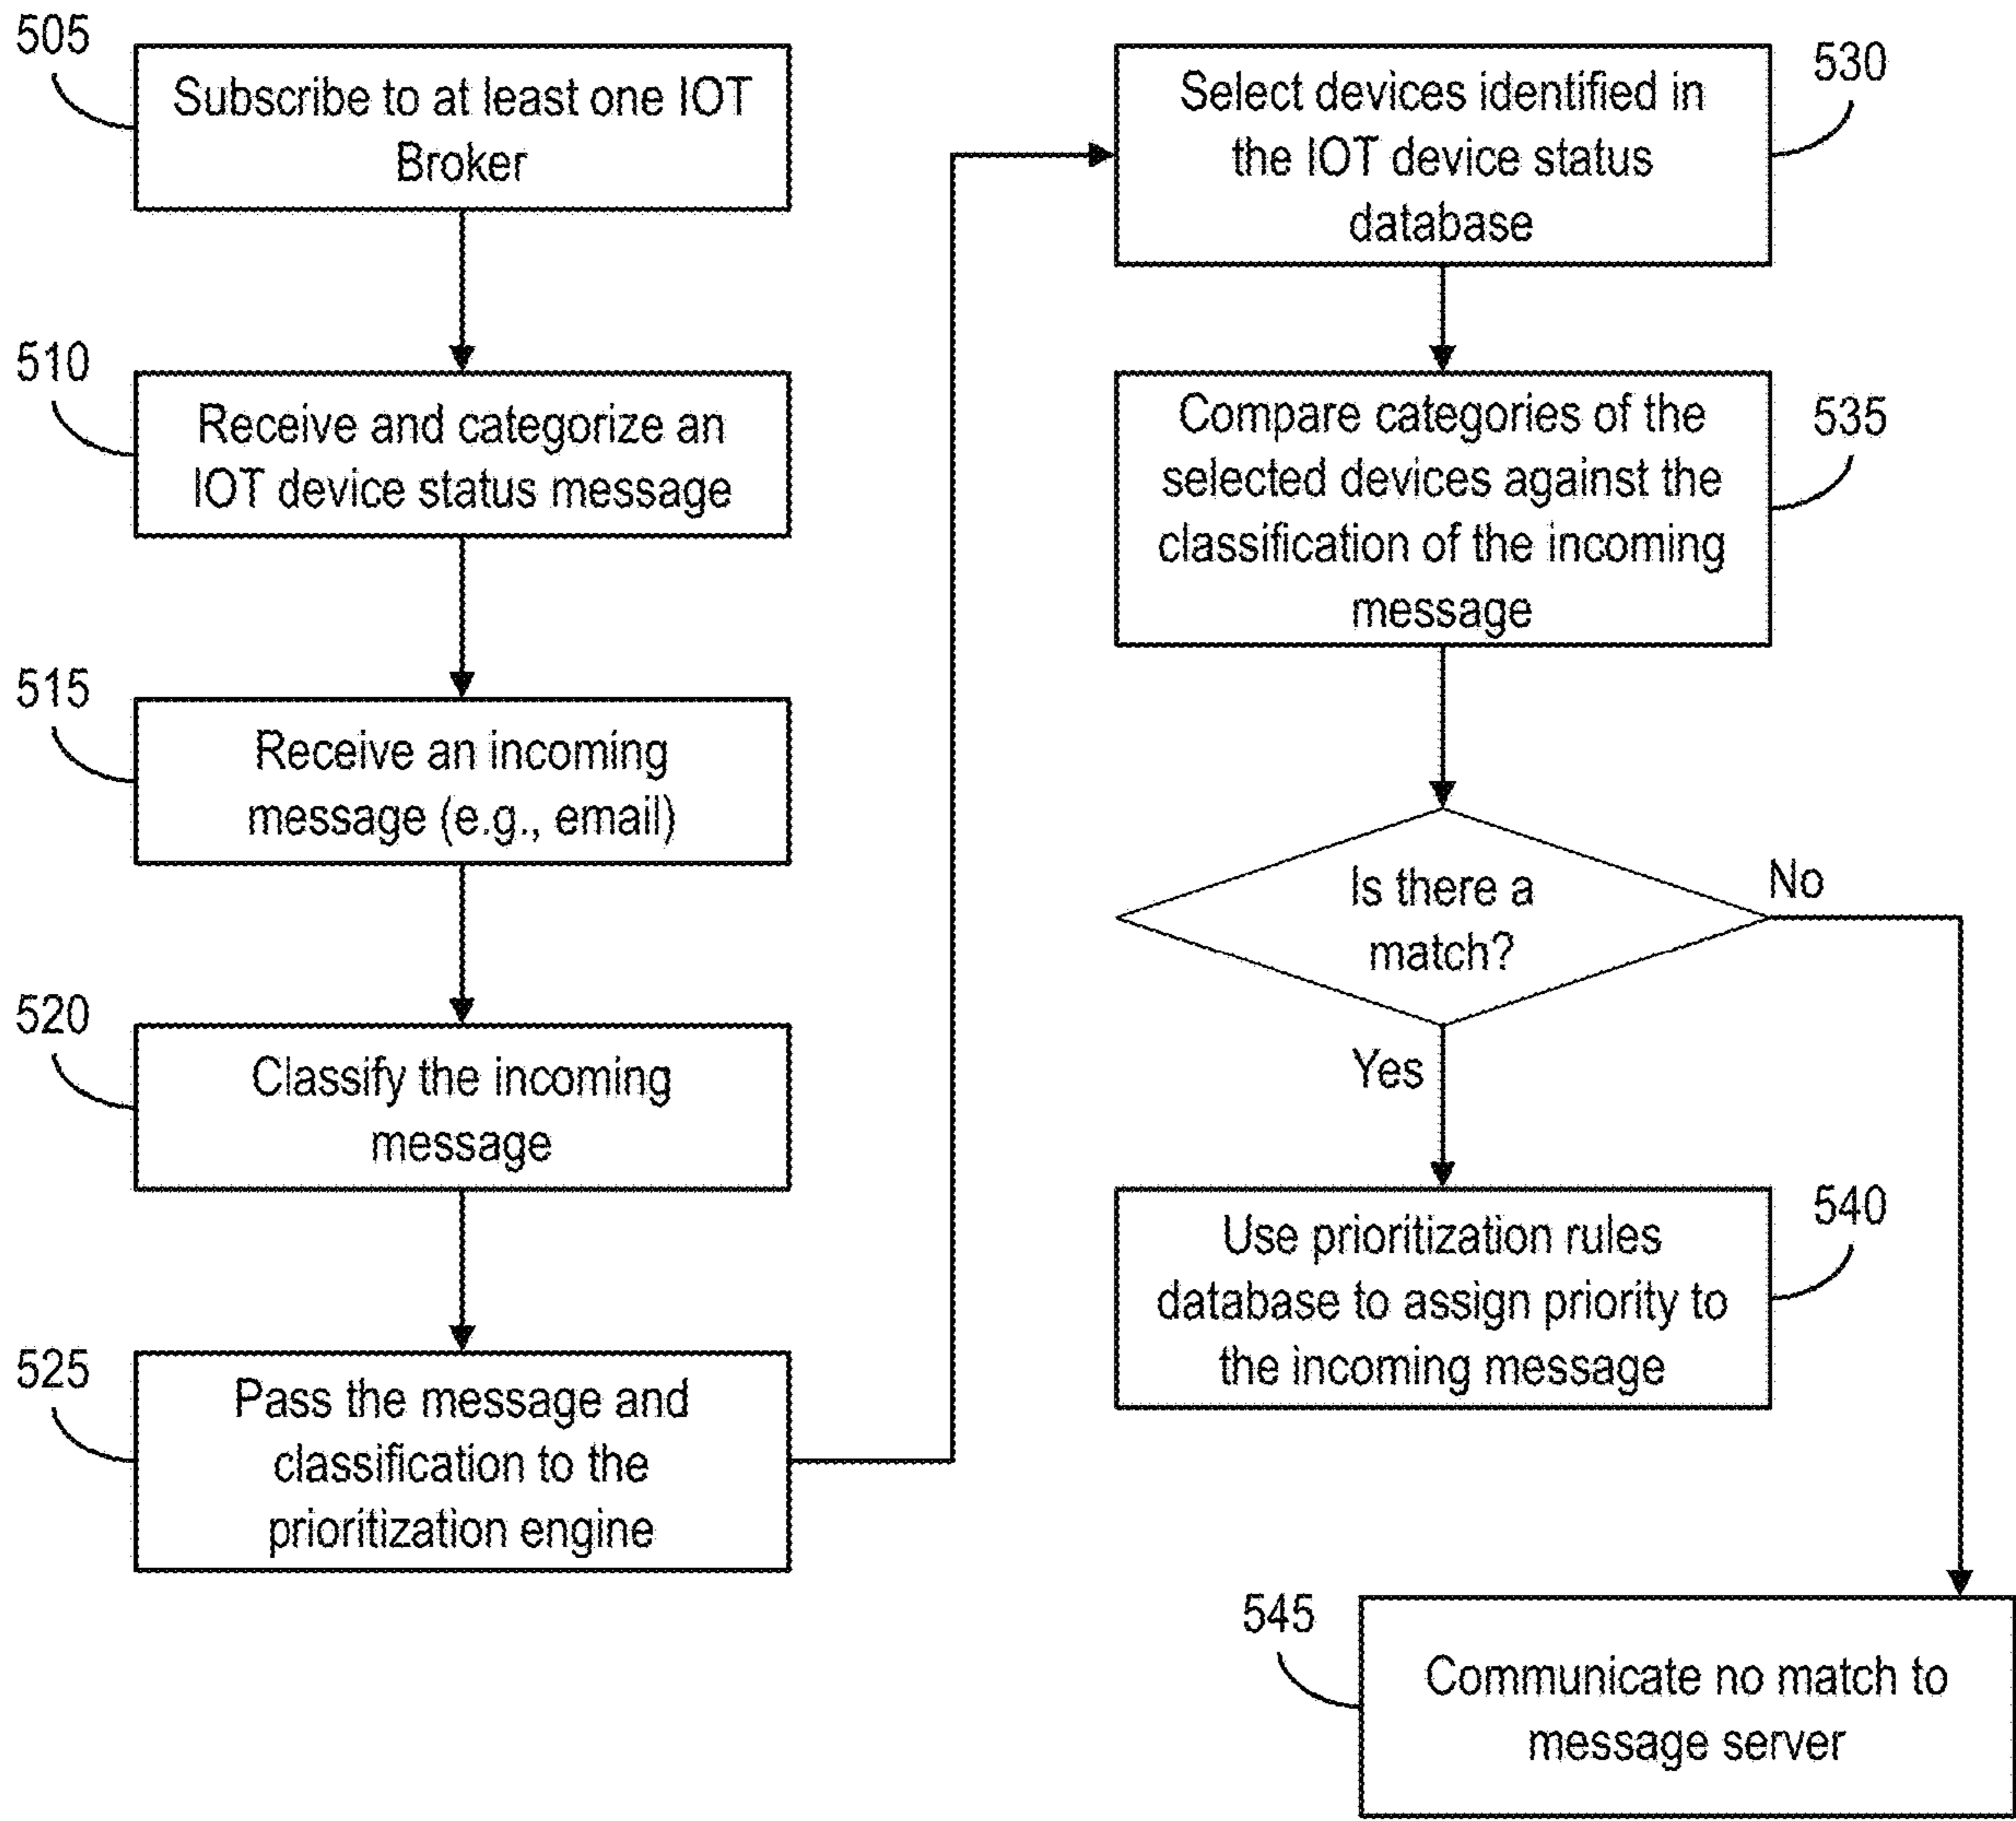 505
Subscribe to at least one IOT
Broker
510
Receive and categorize an
IOT device status message
515
Receive an incoming
message (e.g., email)
520
Classify the incoming
message
525
Pass the message and
classification to the
prioritization engine
530
Select devices identified in
the IOT device status
database
535
Compare categories of the
selected devices against the
classification of the incoming
message
Is there a
match?
No
Yes
540
Use prioritization rules
database to assign priority to
the incoming message
545
Communicate no match to
message server